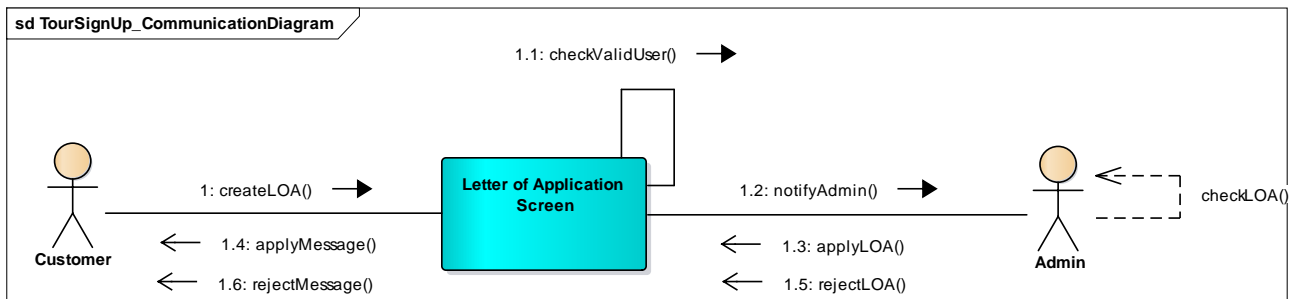 sd TourSignUp_CommunicationDiagram
1.1: checkValidUser()
1: createLOA()
Letter of Application
Screen
1.2: notifyAdmin()
checkLOA()
1.4: applyMessage()
1.3: applyLOA()
Customer
Admin
1.6: rejectMessage()
1.5: rejectLOA()